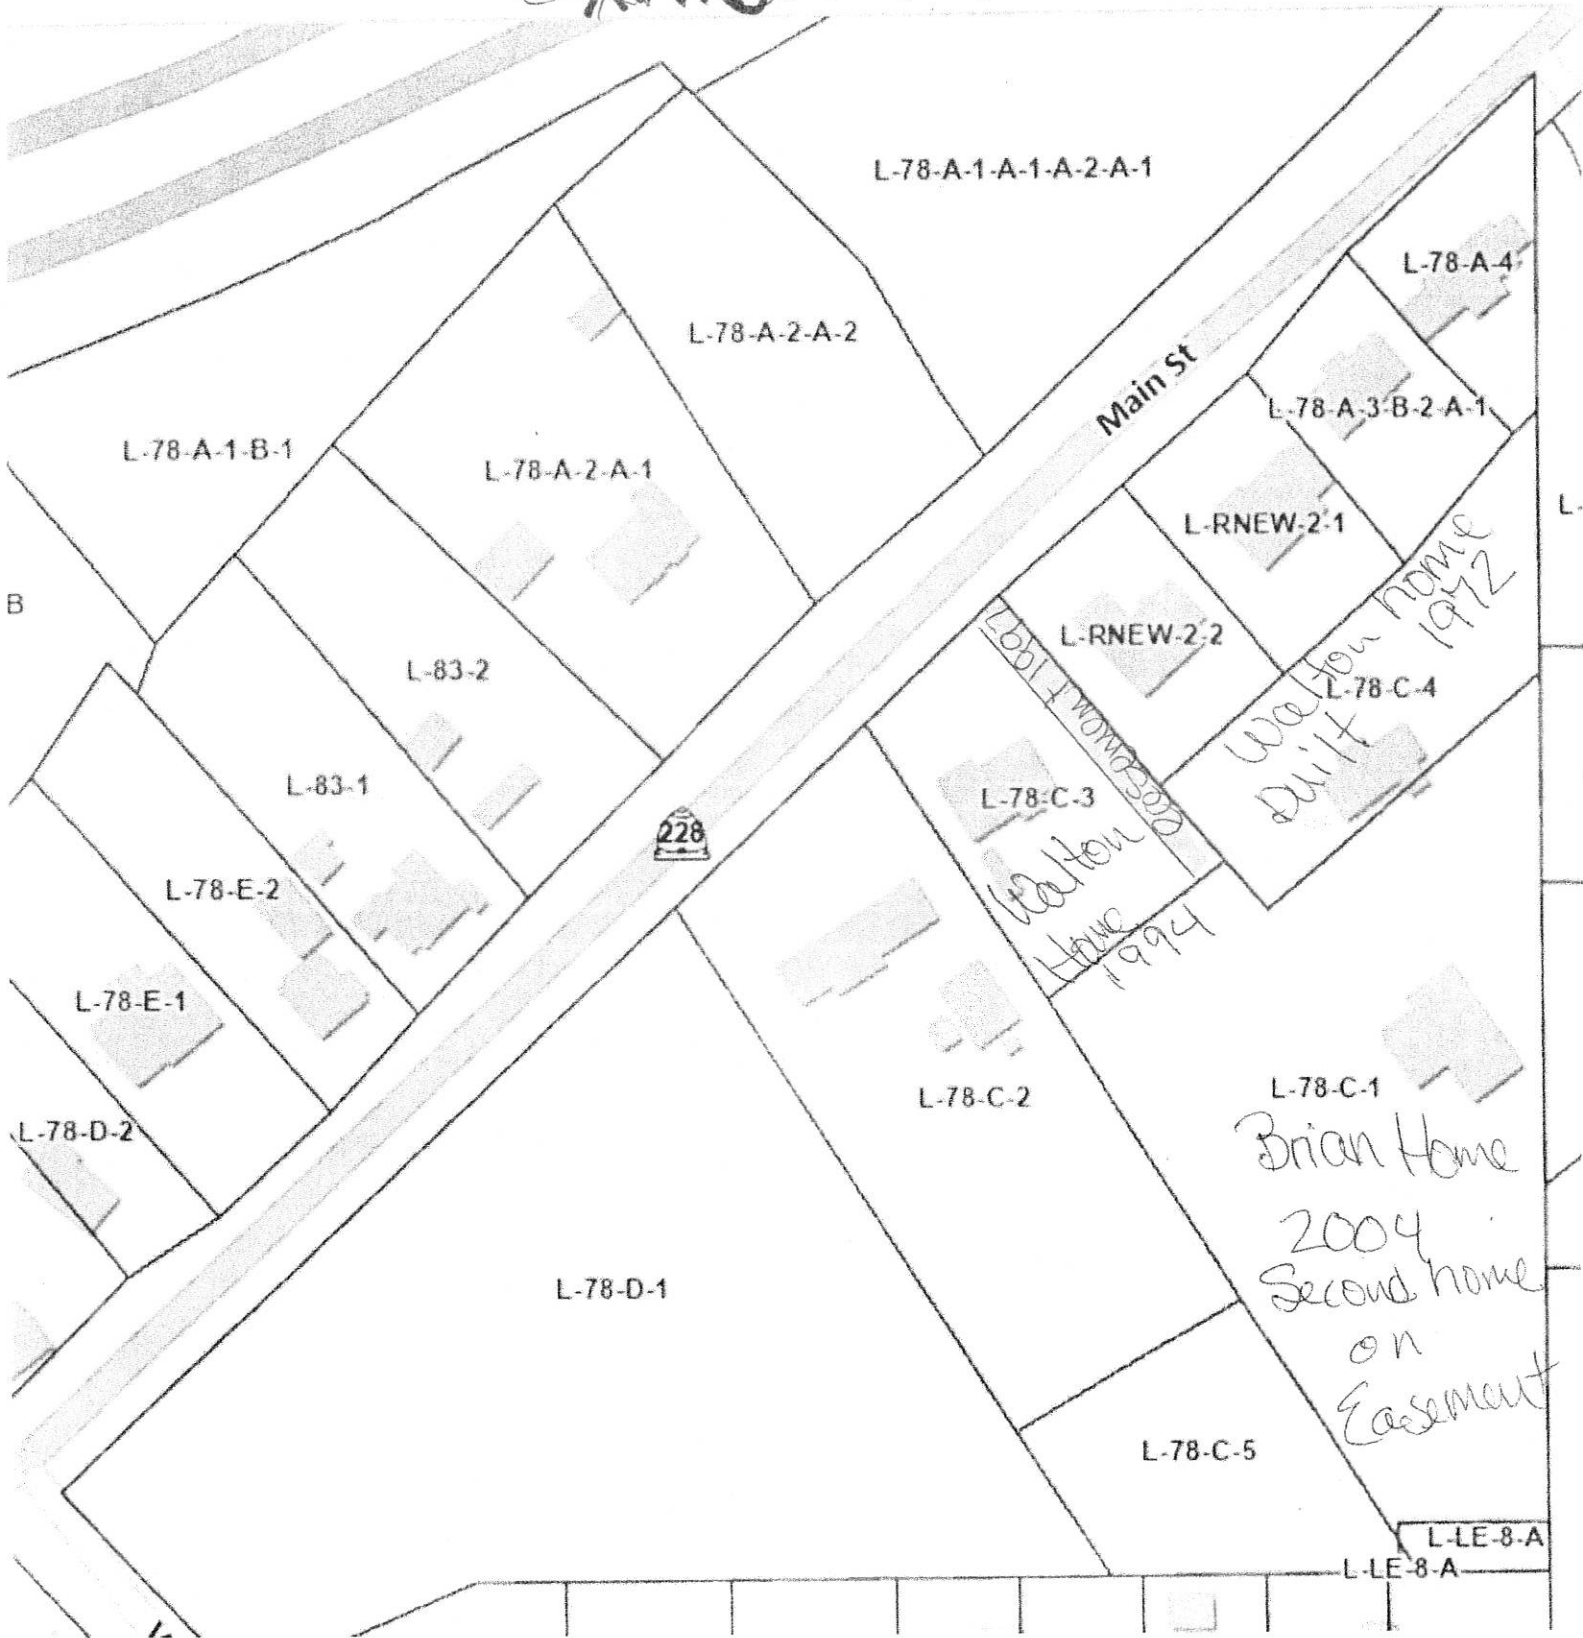 L-78-A-1-A-1-A-2-A-1
L-78-A-4
L-78-A-2-A-2
Main St
L-78-A-3-B-2-A-1
L-78-A-1-B-1
L-78-A-2-A-1
L-RNEW-2-1
L-
B
L-RNEW-2-2
L-83-2
L-78-C-4
Walton home
built 1972
L-83-1
L-78-C-3
easement 1997
228
Walton
Home
1994
L-78-E-2
L-78-E-1
L-78-C-2
L-78-C-1
L-78-D-2
Brian Home
2004
Second home
on
Easement
L-78-D-1
L-78-C-5
L-LE-8-A
L-LE-8-A